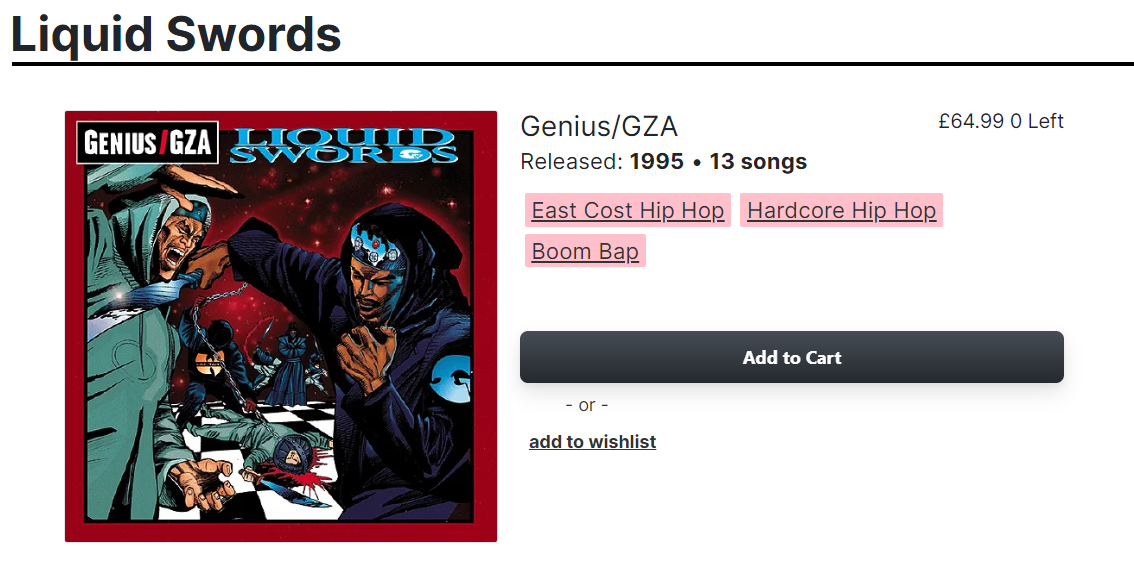 Liquid Swords
GENIUS/GZA
LIQUID
SWORDS
Genius/GZA
£64.99 0 Left
Released: 1995 • 13 songs
East Cost Hip Hop Hardcore Hip Hop
Boom Bap
Add to Cart
- or -
add to wishlist